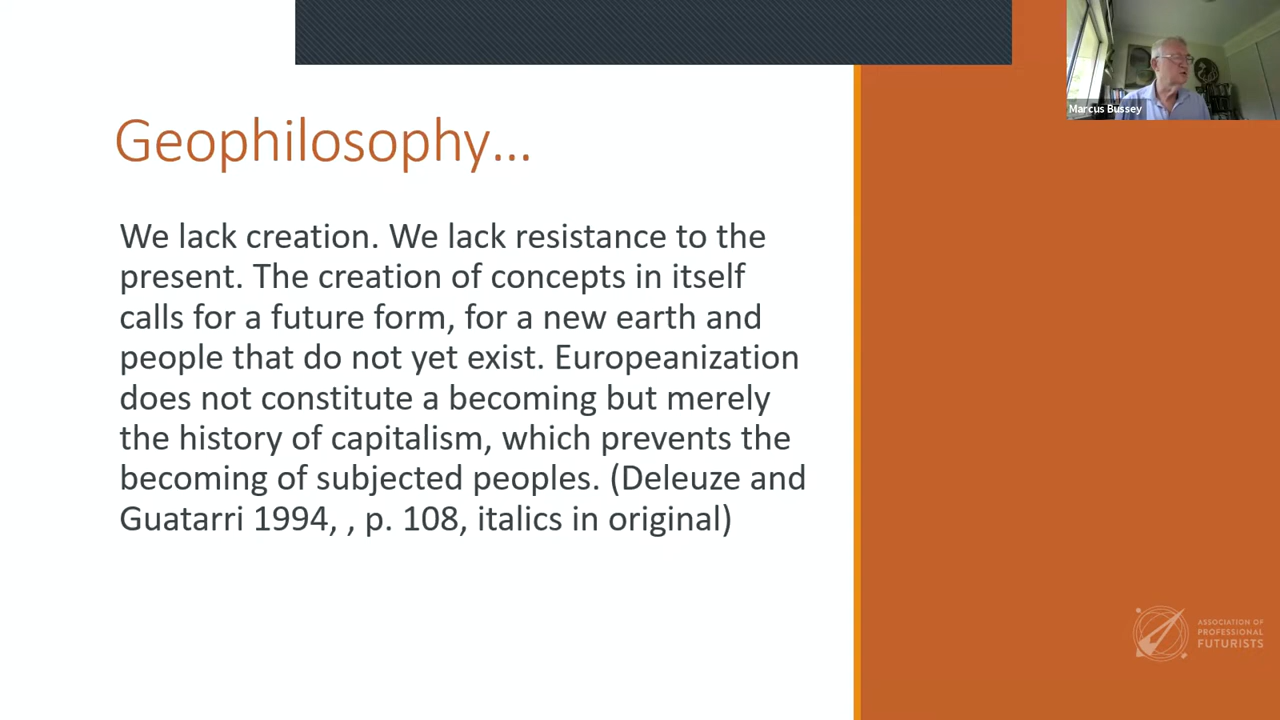 Marcus Bussey
Geophilosophy...
We lack creation. We lack resistance to the
present. The creation of concepts in itself
calls for a future form, for a new earth and
people that do not yet exist. Europeanization
does not constitute a becoming but merely
the history of capitalism, which prevents the
becoming of subjected peoples. (Deleuze and
Guatarri 1994, , p. 108, italics in original)
ASSOCIATION OF
PROFESSIONAL
FUTURISTS